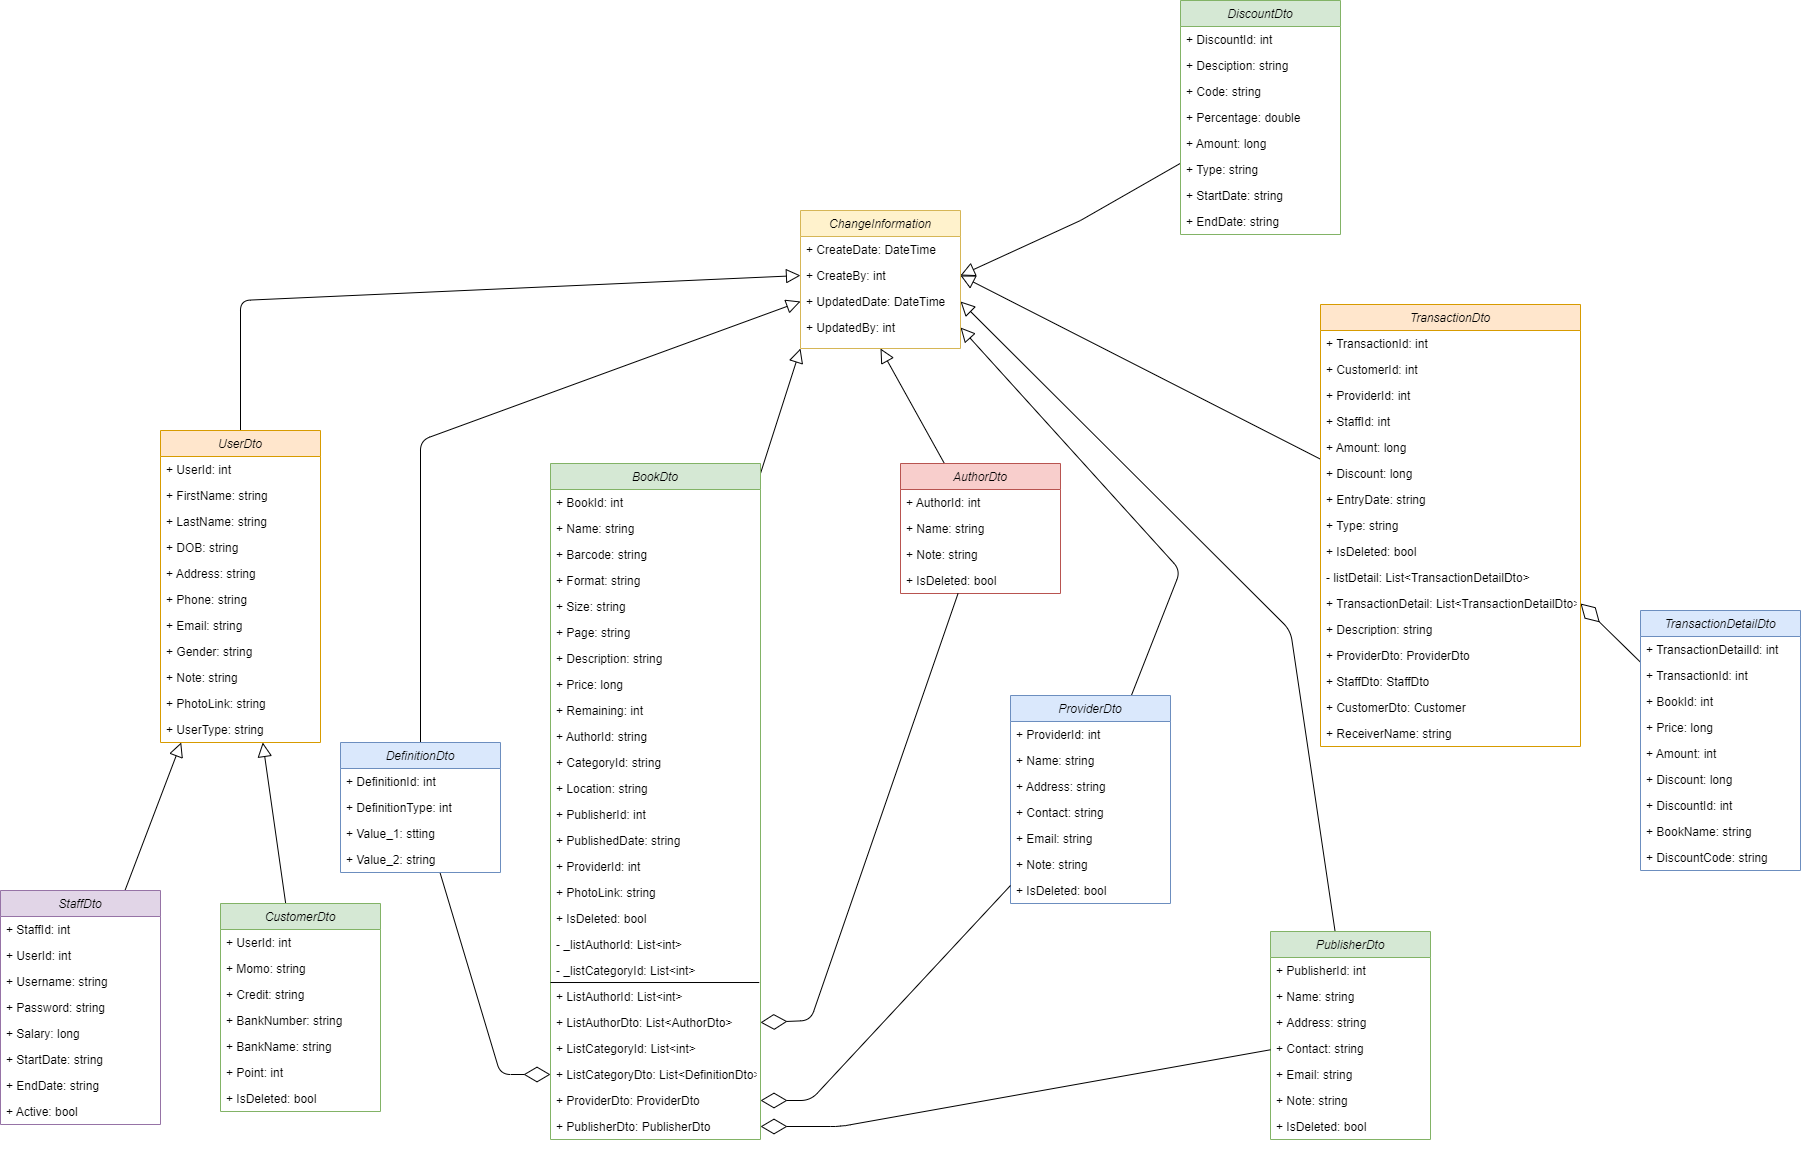 DiscountDto
+ DiscountId: int
+ Desciption: string
+ Code: string
+ Percentage: double
+ Amount: long
+ Type: string
+ StartDate: string
+ EndDate: string
ChangeInformation
+ CreateDate: DateTime
+ CreateBy: int
+ UpdatedDate: DateTime
+ UpdatedBy: int
TransactionDto
+ TransactionId: int
+ CustomerId: int
+ ProviderId: int
+ StaffId: int
+ Amount: long
+ Discount: long
+ EntryDate: string
+ Type: string
+ IsDeleted: bool
- listDetail: List<TransactionDetailDto>
+ TransactionDetail: List<TransactionDetailDto>
+ Description: string
+ ProviderDto: ProviderDto
+ StaffDto: StaffDto
+ CustomerDto: Customer
+ ReceiverName: string
UserDto
+ UserId: int
+ FirstName: string
+ LastName: string
+ DOB: string
+ Address: string
+ Phone: string
+ Email: string
+ Gender: string
+ Note: string
+ PhotoLink: string
+ UserType: string
BookDto
+ BookId: int
+ Name: string
+ Barcode: string
+ Format: string
+ Size: string
+ Page: string
+ Description: string
+ Price: long
+ Remaining: int
+ AuthorId: string
+ CategoryId: string
+ Location: string
+ PublisherId: int
+ PublishedDate: string
+ ProviderId: int
+ PhotoLink: string
+ IsDeleted: bool
- _listAuthorId: List<int>
- _listCategoryId: List<int>
+ ListAuthorId: List<int>
+ ListAuthorDto: List<AuthorDto>
+ ListCategoryId: List<int>
+ ListCategoryDto: List<DefinitionDto>
+ ProviderDto: ProviderDto
+ PublisherDto: PublisherDto
AuthorDto
+ AuthorId: int
+ Name: string
+ Note: string
+ IsDeleted: bool
TransactionDetailDto
+ TransactionDetailId: int
+ TransactionId: int
+ BookId: int
+ Price: long
+ Amount: int
+ Discount: long
+ DiscountId: int
+ BookName: string
+ DiscountCode: string
ProviderDto
+ ProviderId: int
+ Name: string
+ Address: string
+ Contact: string
+ Email: string
+ Note: string
+ IsDeleted: bool
DefinitionDto
+ DefinitionId: int
+ DefinitionType: int
+ Value_1: stting
+ Value_2: string
StaffDto
+ StaffId: int
+ UserId: int
+ Username: string
+ Password: string
+ Salary: long
+ StartDate: string
+ EndDate: string
+ Active: bool
CustomerDto
+ UserId: int
+ Momo: string
+ Credit: string
+ BankNumber: string
+ BankName: string
+ Point: int
+ IsDeleted: bool
PublisherDto
+ PublisherId: int
+ Name: string
+ Address: string
+ Contact: string
+ Email: string
+ Note: string
+ IsDeleted: bool